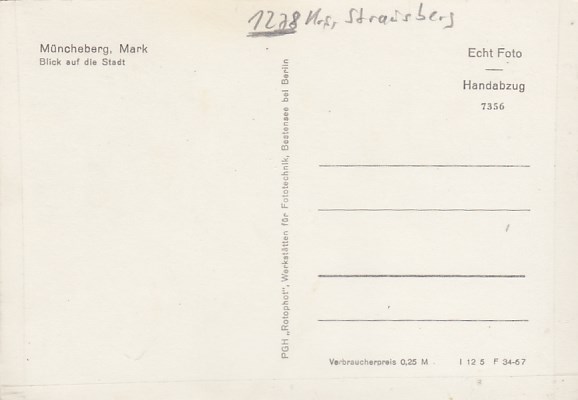 1278 Krs. Strausberg
Müncheberg, Mark
Blick auf die Stadt
Echt Foto
Handabzug
7356
PGH „Rotophot", Werkstätten für Fototechnik, Bestensee bei Berlin
Verbraucherpreis 0,25 M
I 12 5 F 34-67